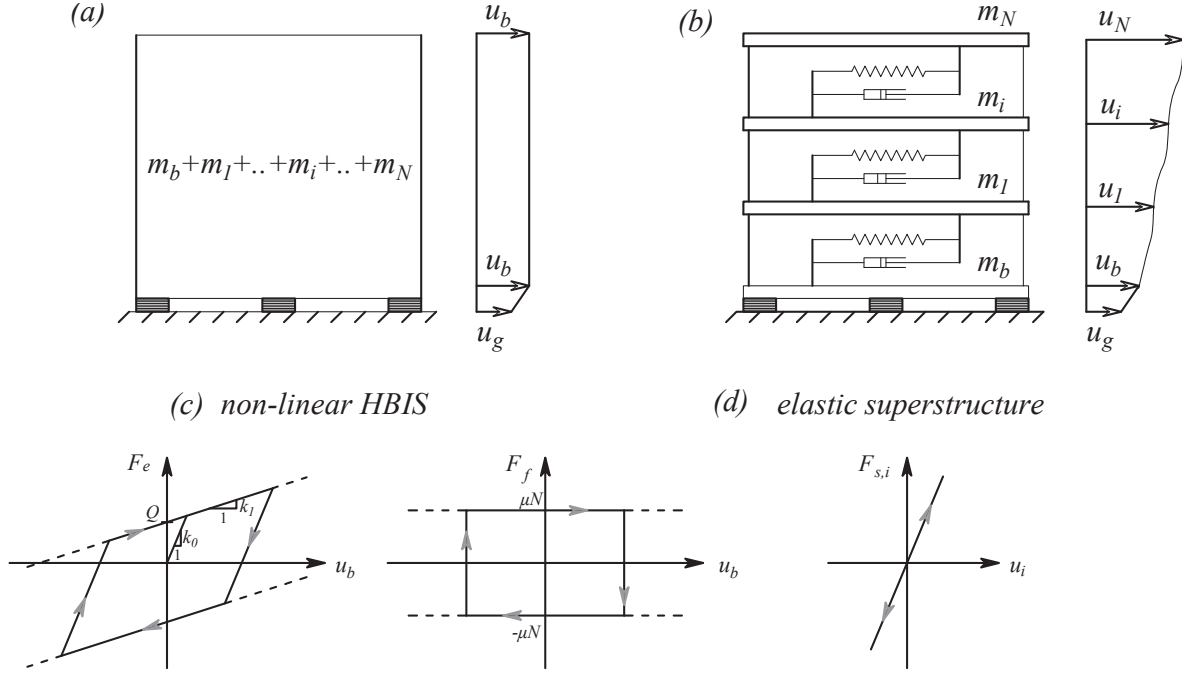 (a)
u_b
m_b+m_1+..+m_i+..+m_N
u_b
u_g
(b)
m_N
u_N
m_i
u_i
m_1
u_1
m_b
u_b
u_g
(c) non-linear HBIS
F_e
Q
k_1
1
k_0
1
u_b
F_f
μN
-μN
u_b
(d) elastic superstructure
F_{s,i}
u_i